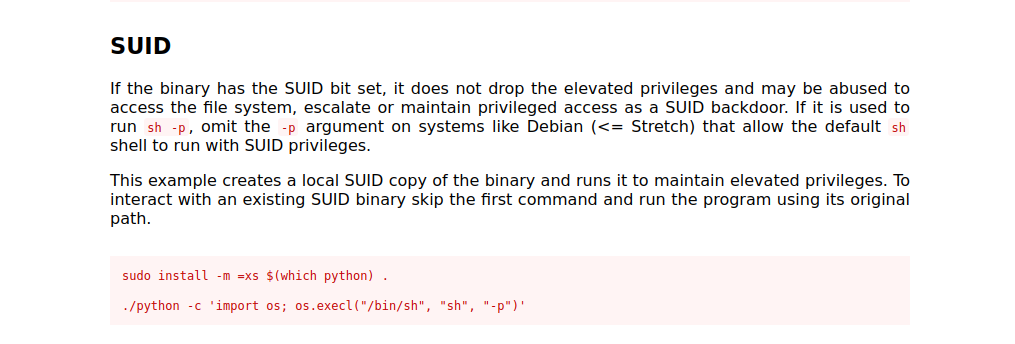 SUID
If the binary has the SUID bit set, it does not drop the elevated privileges and may be abused to
access the file system, escalate or maintain privileged access as a SUID backdoor. If it is used to
run sh -p, omit the -p argument on systems like Debian (<= Stretch) that allow the default sh
shell to run with SUID privileges.
This example creates a local SUID copy of the binary and runs it to maintain elevated privileges. To
interact with an existing SUID binary skip the first command and run the program using its original
path.
sudo install -m =xs $(which python) .
./python -c 'import os; os.execl("/bin/sh", "sh", "-p")'